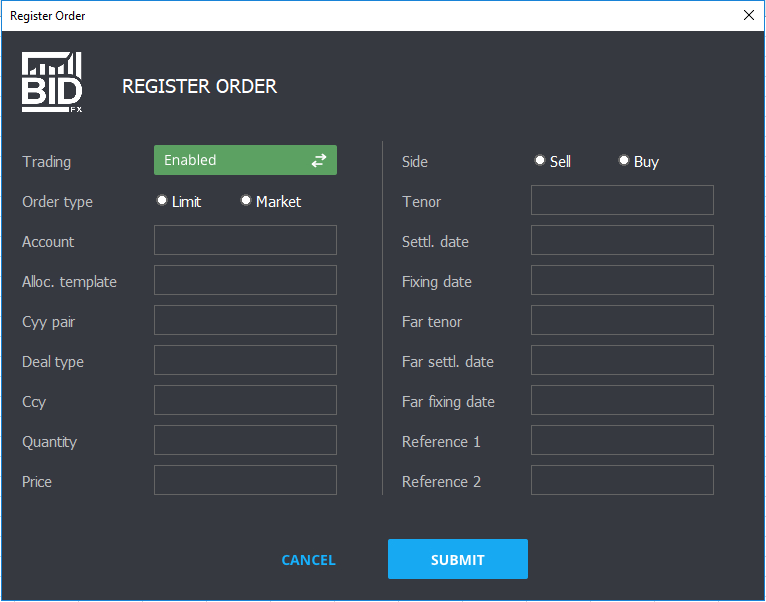 Register Order
BID
FX
REGISTER ORDER
Trading
Enabled
Order type
Limit
Market
Account
Alloc. template
Cyy pair
Deal type
Ccy
Quantity
Price
Side
Sell
Buy
Tenor
Settl. date
Fixing date
Far tenor
Far settl. date
Far fixing date
Reference 1
Reference 2
CANCEL
SUBMIT